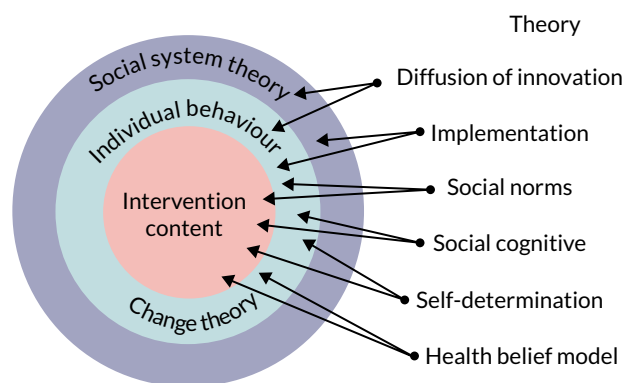 Theory
Social system theory
Individual behaviour
Intervention
content
Change theory
Diffusion of innovation
Implementation
Social norms
Social cognitive
Self-determination
Health belief model